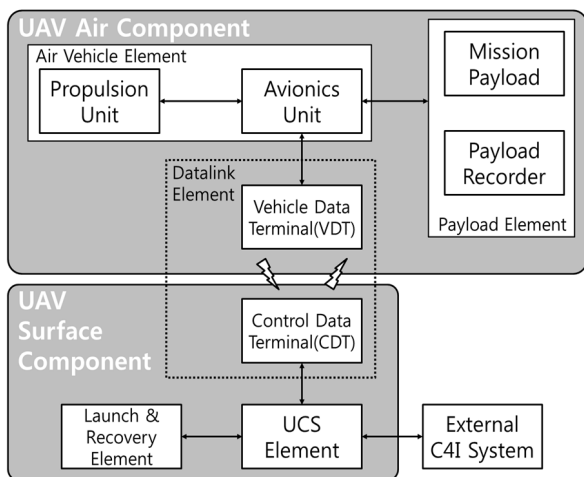 UAV Air Component
Air Vehicle Element
Propulsion
Unit
Avionics
Unit
Mission
Payload
Payload
Recorder
Payload Element
Datalink
Element
Vehicle Data
Terminal(VDT)
UAV
Surface
Component
Control Data
Terminal(CDT)
Launch &
Recovery
Element
UCS
Element
External
C4I System